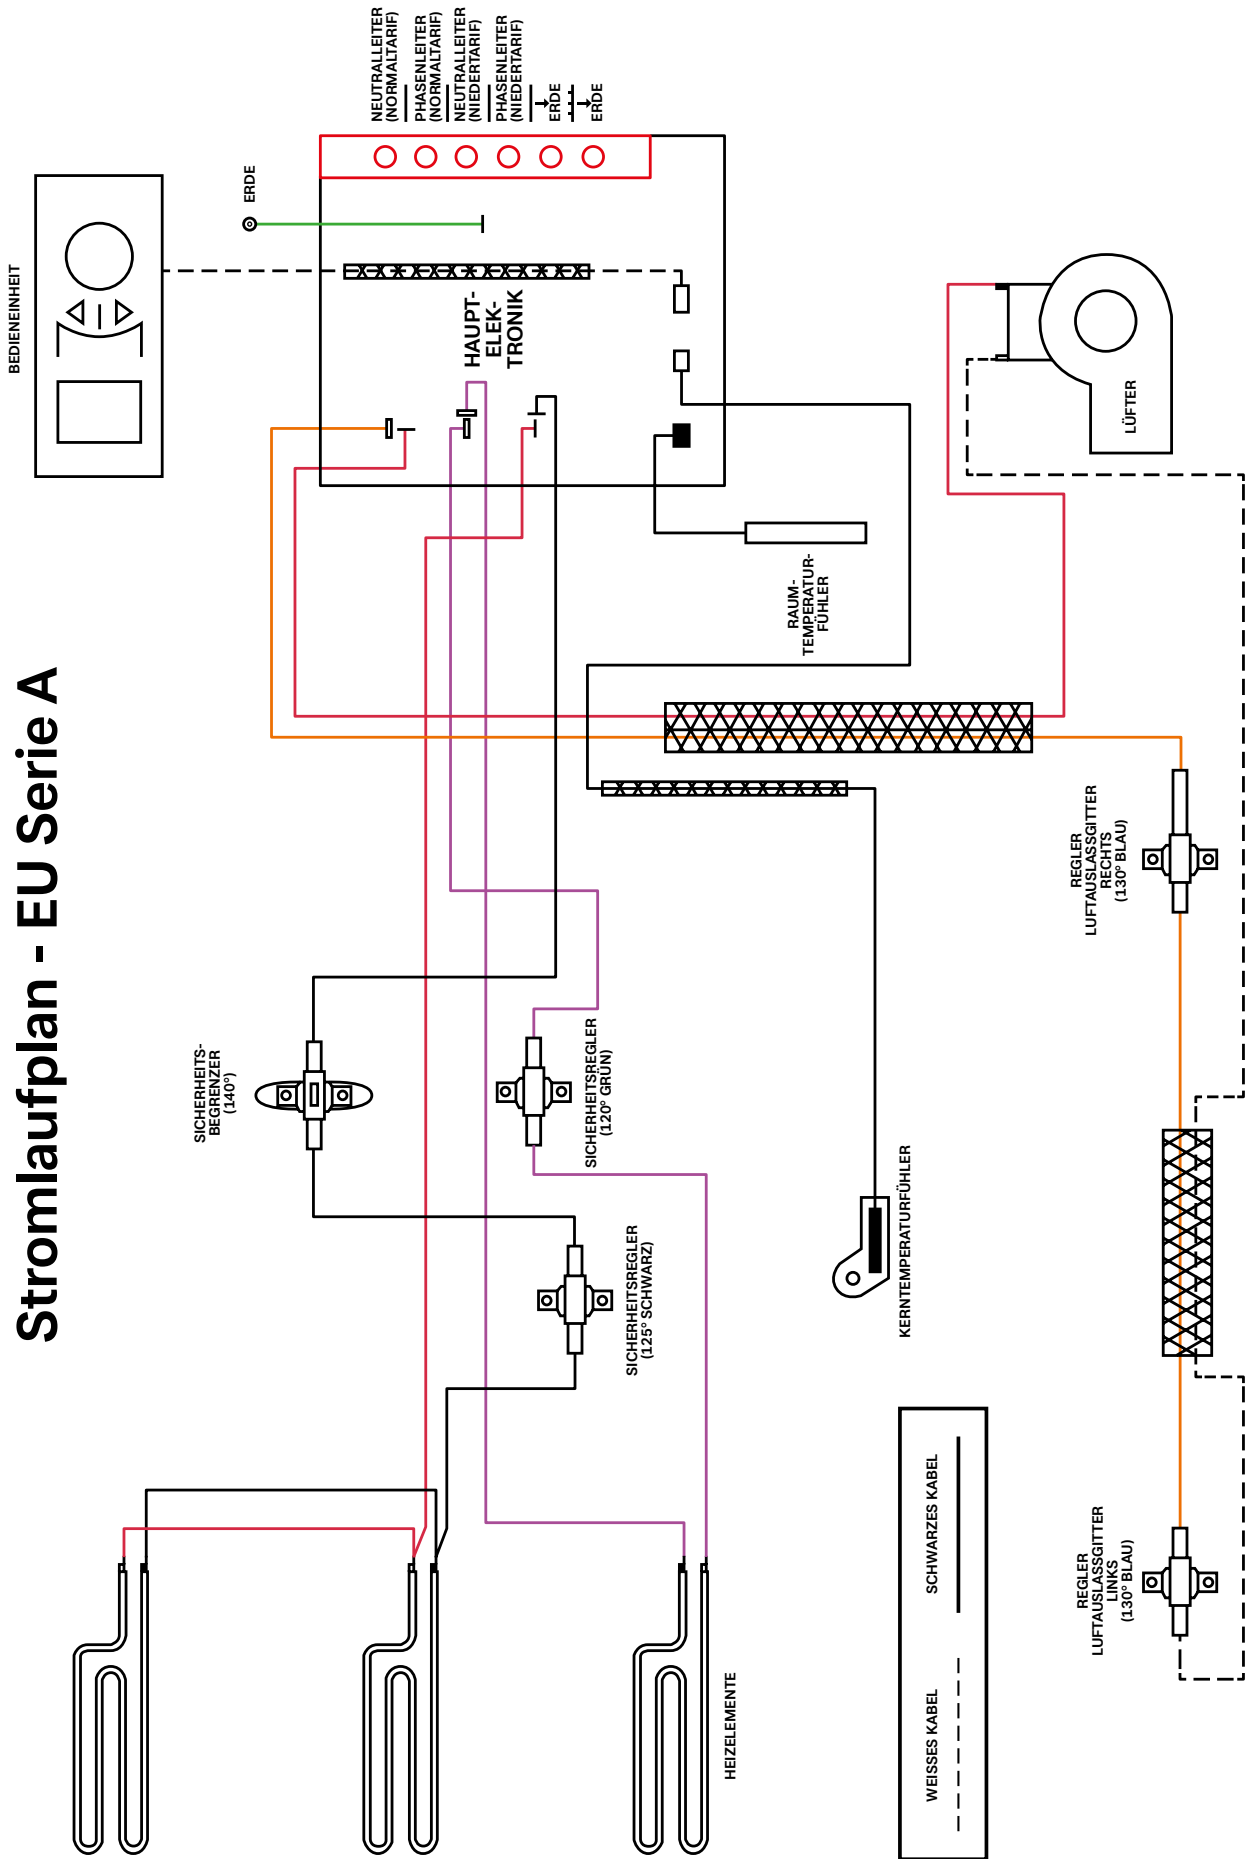 Stromlaufplan - EU Serie A
BEDIENEINHEIT
ERDE
NEUTRALLEITER
(NORMALTARIF)
PHASENLEITER
(NORMALTARIF)
NEUTRALLEITER
(NIEDERTARIF)
PHASENLEITER
(NIEDERTARIF)
ERDE
ERDE
HAUPT-
ELEK-
TRONIK
LÜFTER
RAUM-
TEMPERATUR-
FÜHLER
SICHERHEITS-
BEGRENZER
(140°)
SICHERHEITSREGLER
(120° GRÜN)
SICHERHEITSREGLER
(125° SCHWARZ)
KERNTEMPERATURFÜHLER
REGLER
LUFTAUSLASSGITTER
RECHTS
(130° BLAU)
REGLER
LUFTAUSLASSGITTER
LINKS
(130° BLAU)
HEIZELEMENTE
WEISSES KABEL
SCHWARZES KABEL